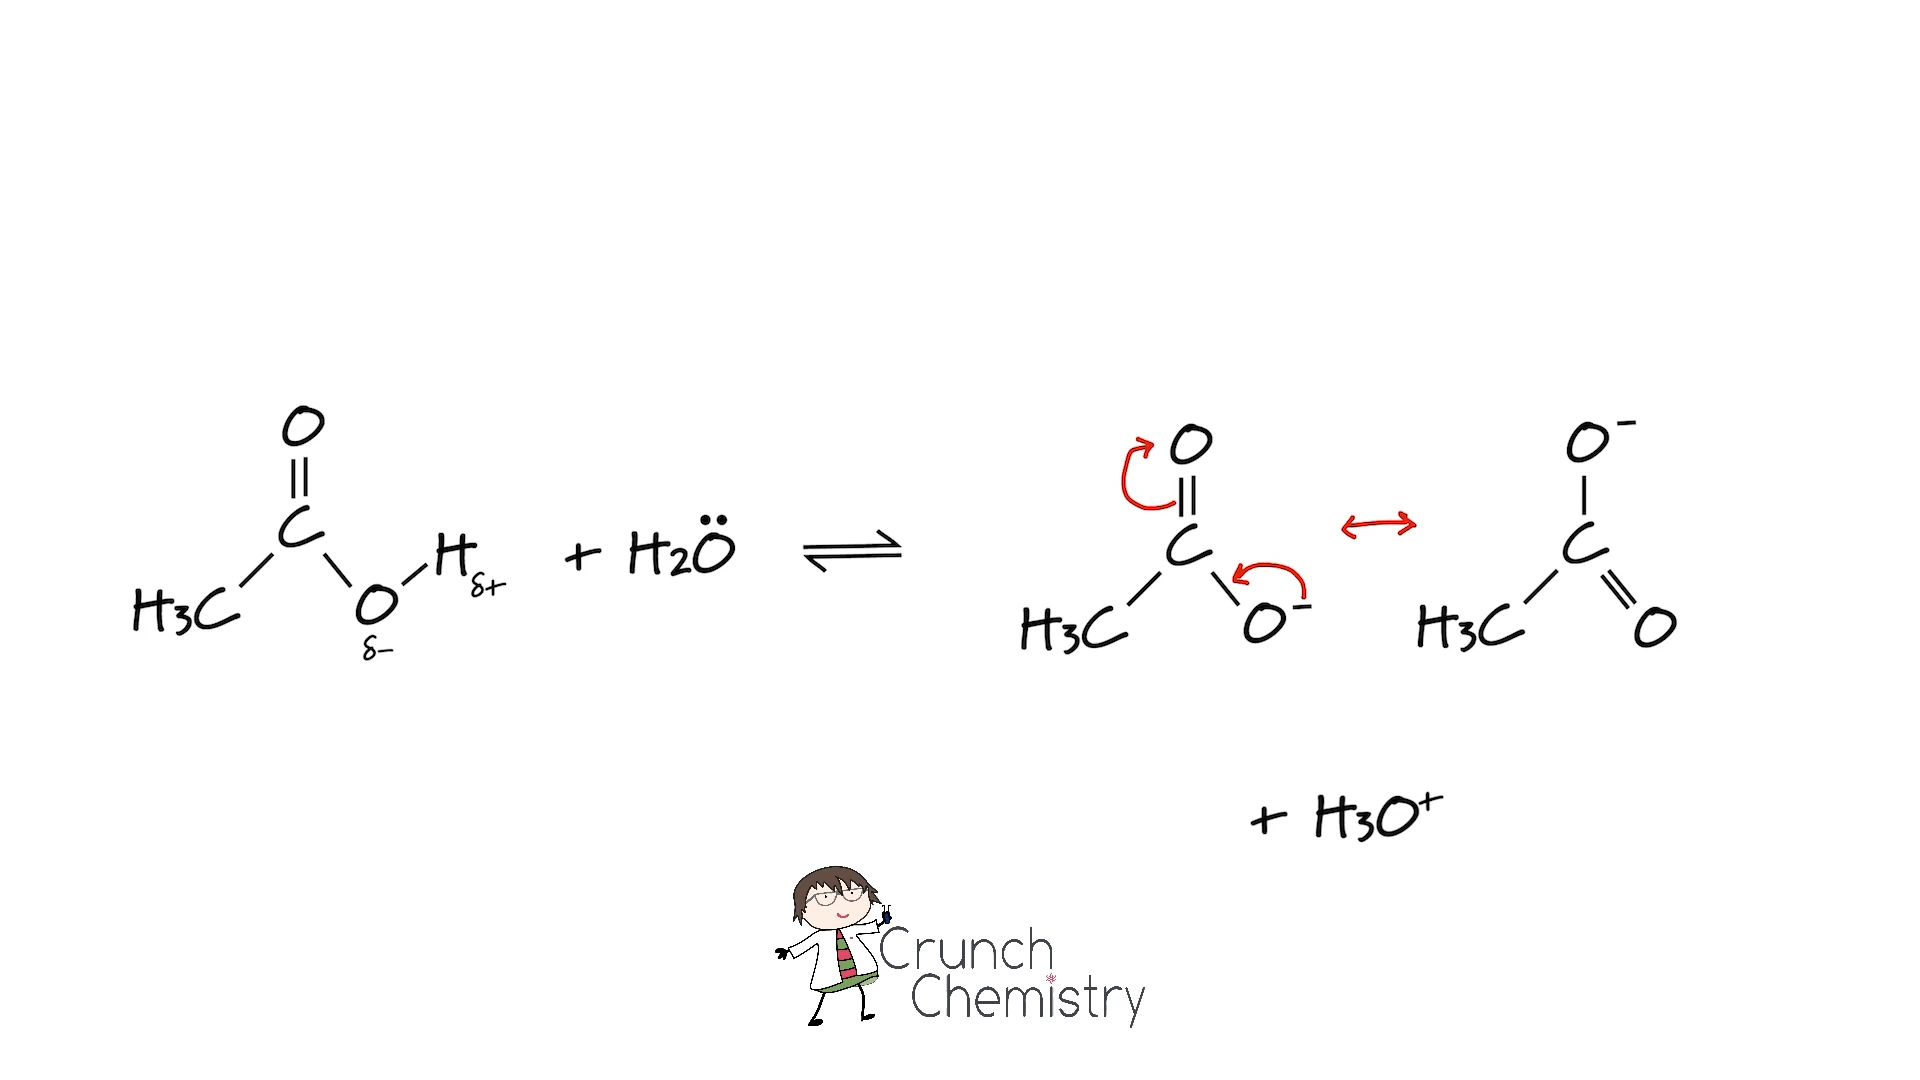 O
C
H₃C O H
δ- δ+
+ H₂Ö ⇌
O
C
H₃C O⁻
↔
O⁻
C
H₃C O
+ H₃O⁺
Crunch
Chemistry